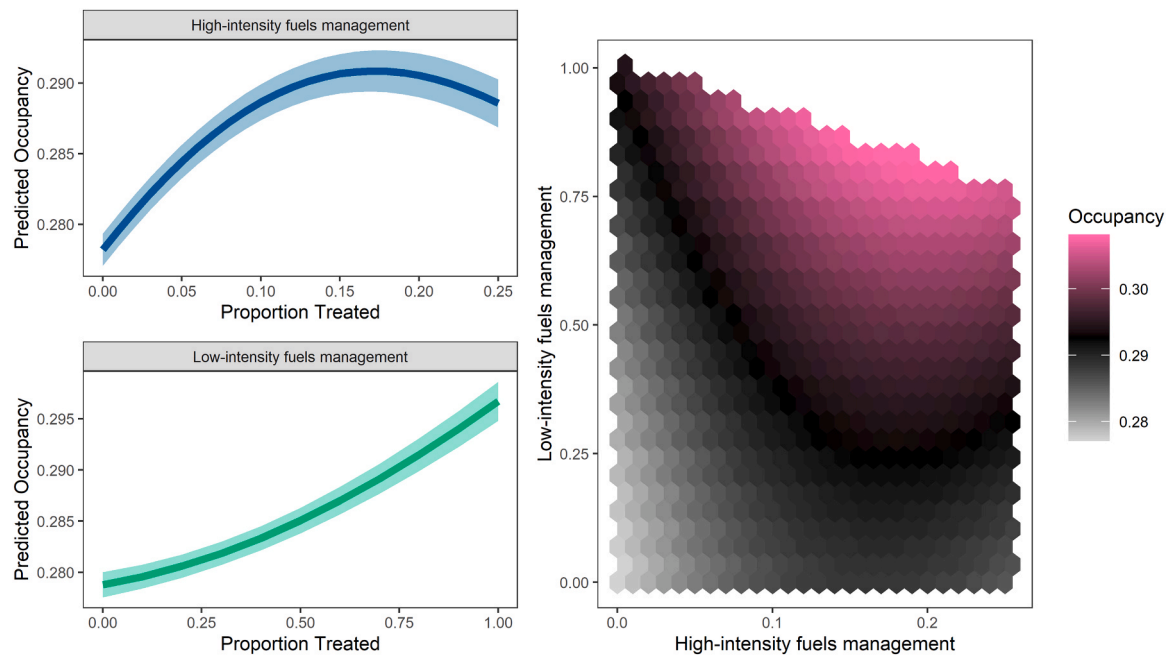 High-intensity fuels management
Predicted Occupancy
0.290
0.285
0.280
0.00 0.05 0.10 0.15 0.20 0.25
Proportion Treated
Low-intensity fuels management
Predicted Occupancy
0.295
0.290
0.285
0.280
0.00 0.25 0.50 0.75 1.00
Proportion Treated
Low-intensity fuels management
1.00
0.75
0.50
0.25
0.00
0.0 0.1 0.2
High-intensity fuels management
Occupancy
0.30
0.29
0.28